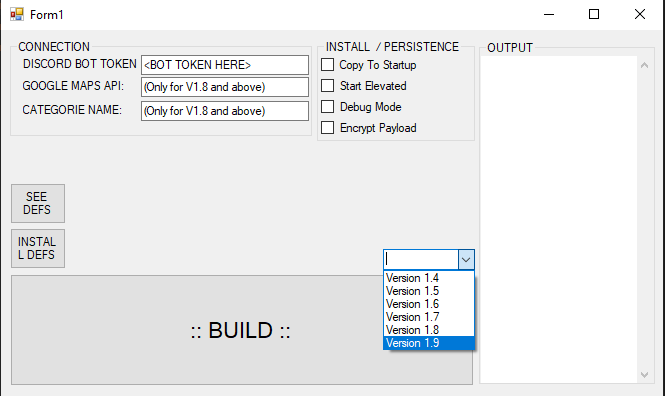 Form1
CONNECTION
DISCORD BOT TOKEN
<BOT TOKEN HERE>
GOOGLE MAPS API:
(Only for V1.8 and above)
CATEGORIE NAME:
(Only for V1.8 and above)
INSTALL / PERSISTENCE
Copy To Startup
Start Elevated
Debug Mode
Encrypt Payload
OUTPUT
SEE
DEFS
INSTAL
L DEFS
Version 1.4
Version 1.5
Version 1.6
Version 1.7
Version 1.8
Version 1.9
:: BUILD ::